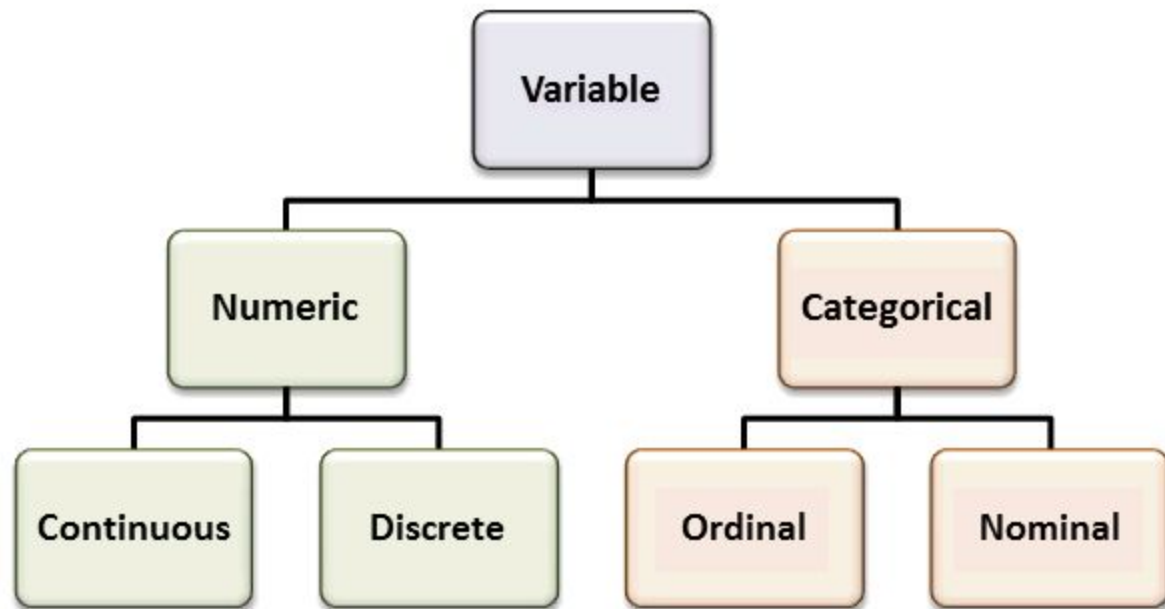 Variable
Numeric
Categorical
Continuous
Discrete
Ordinal
Nominal